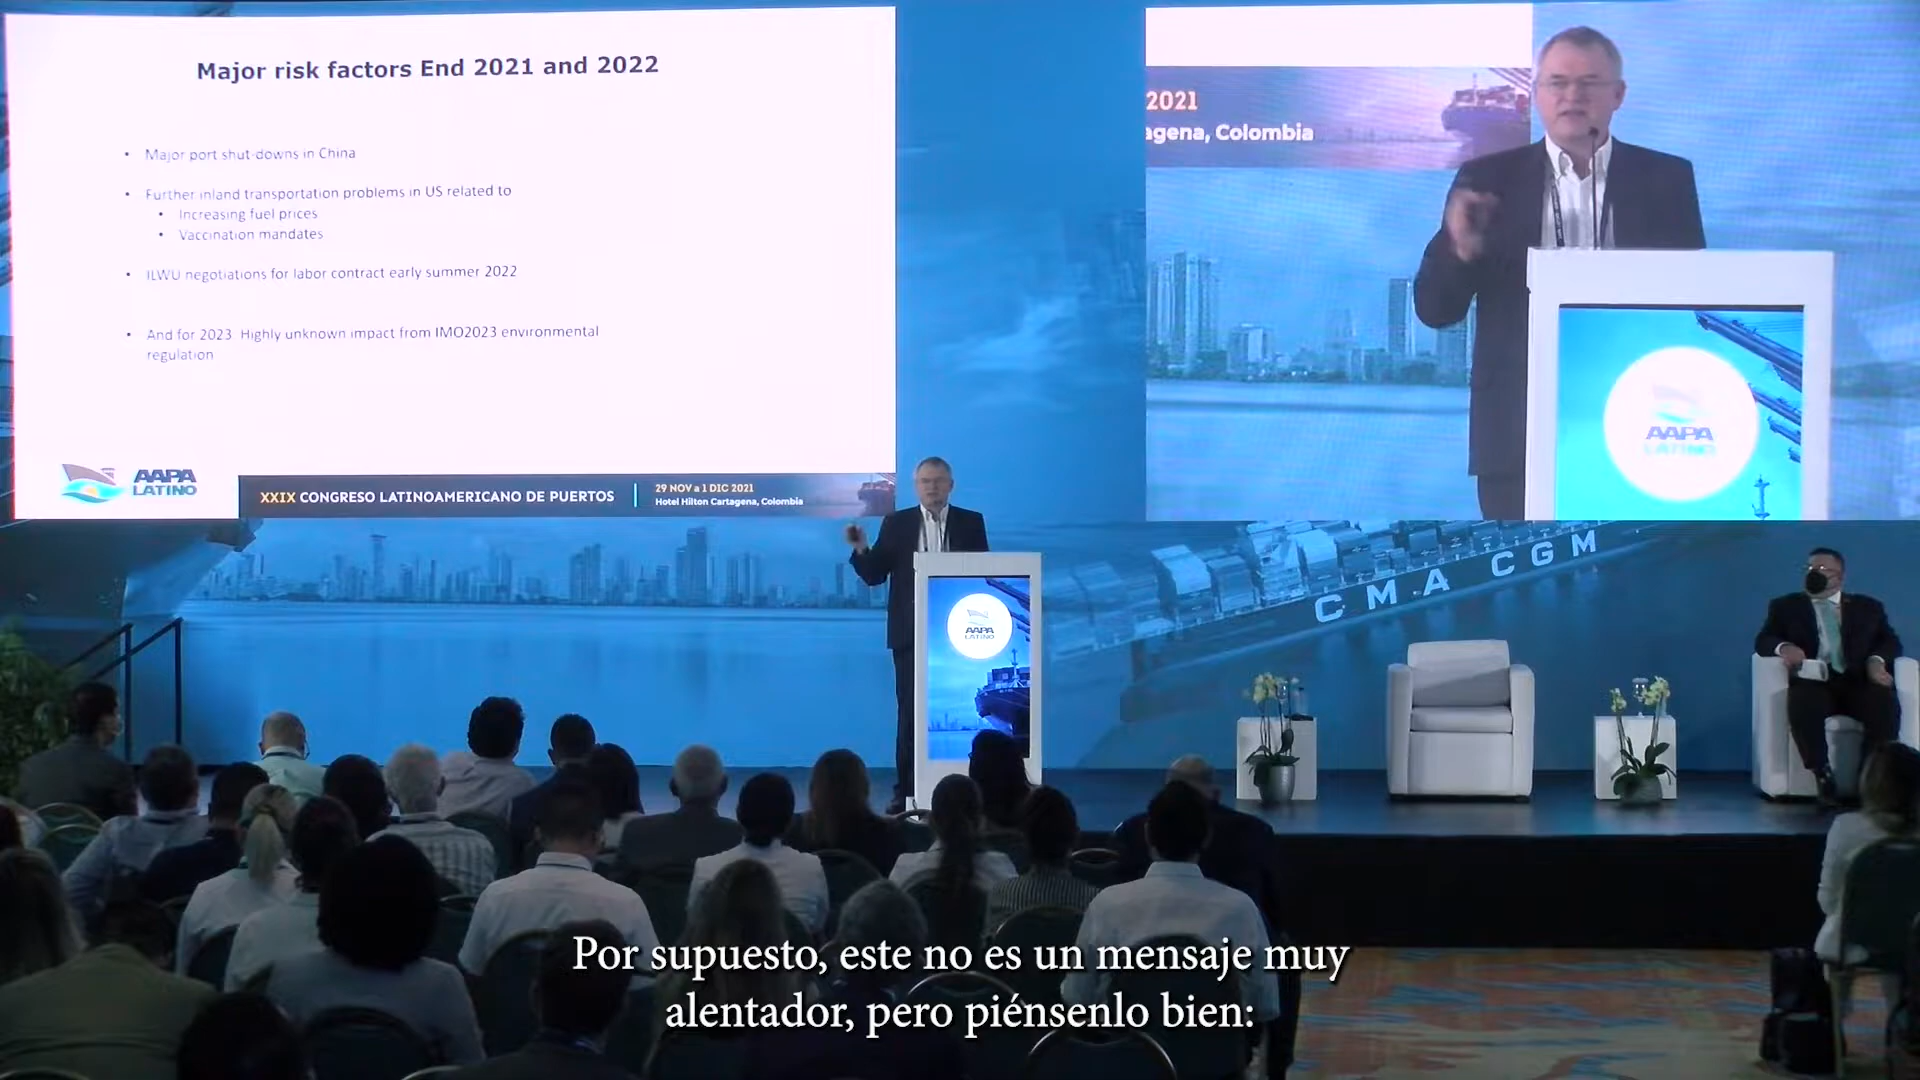 Major risk factors End 2021 and 2022
• Major port shut-downs in China
• Further inland transportation problems in US related to
• Increasing fuel prices
• Vaccination mandates
• ILWU negotiations for labor contract early summer 2022
• And for 2023 Highly unknown impact from IMO2023 environmental
regulation
AAPA
LATINO
XXIX CONGRESO LATINOAMERICANO DE PUERTOS
29 NOV a 1 DIC 2021
Hotel Hilton Cartagena, Colombia
2021
agena, Colombia
AAPA
LATINO
CMA CGM
AAPA
LATINO
Por supuesto, este no es un mensaje muy
alentador, pero piénsenlo bien: